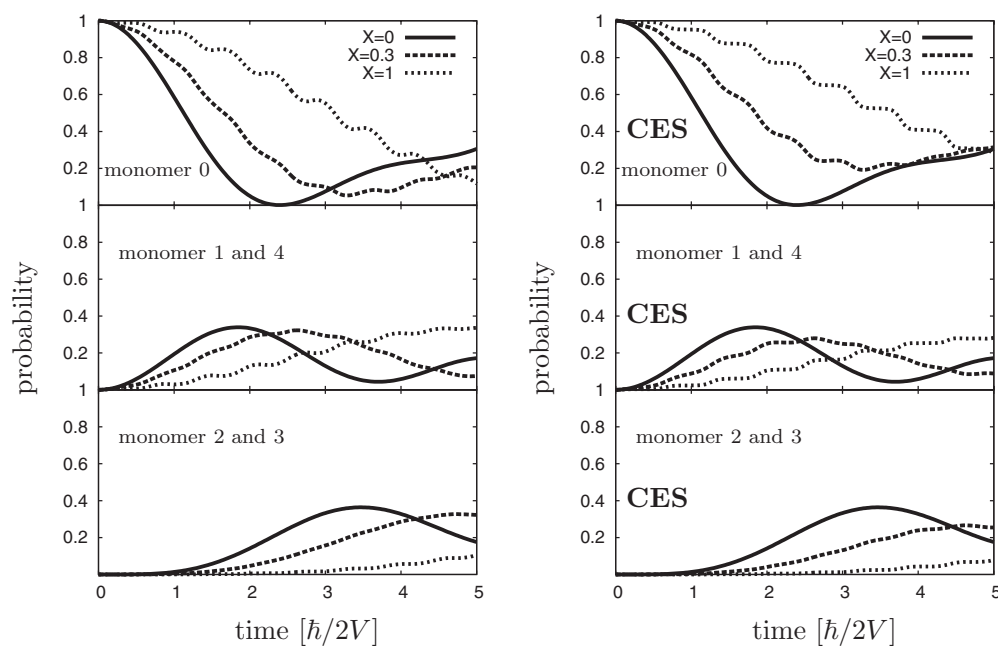 1
0.8
0.6
0.4
0.2
X=0
X=0.3
X=1
monomer 0
1
0.8
0.6
0.4
0.2
monomer 1 and 4
1
0.8
0.6
0.4
0.2
monomer 2 and 3
0 1 2 3 4 5
probability
time [ℏ/2V]
1
0.8
0.6
0.4
0.2
X=0
X=0.3
X=1
CES
monomer 0
1
0.8
0.6
0.4
0.2
monomer 1 and 4
CES
1
0.8
0.6
0.4
0.2
monomer 2 and 3
CES
0 1 2 3 4 5
probability
time [ℏ/2V]